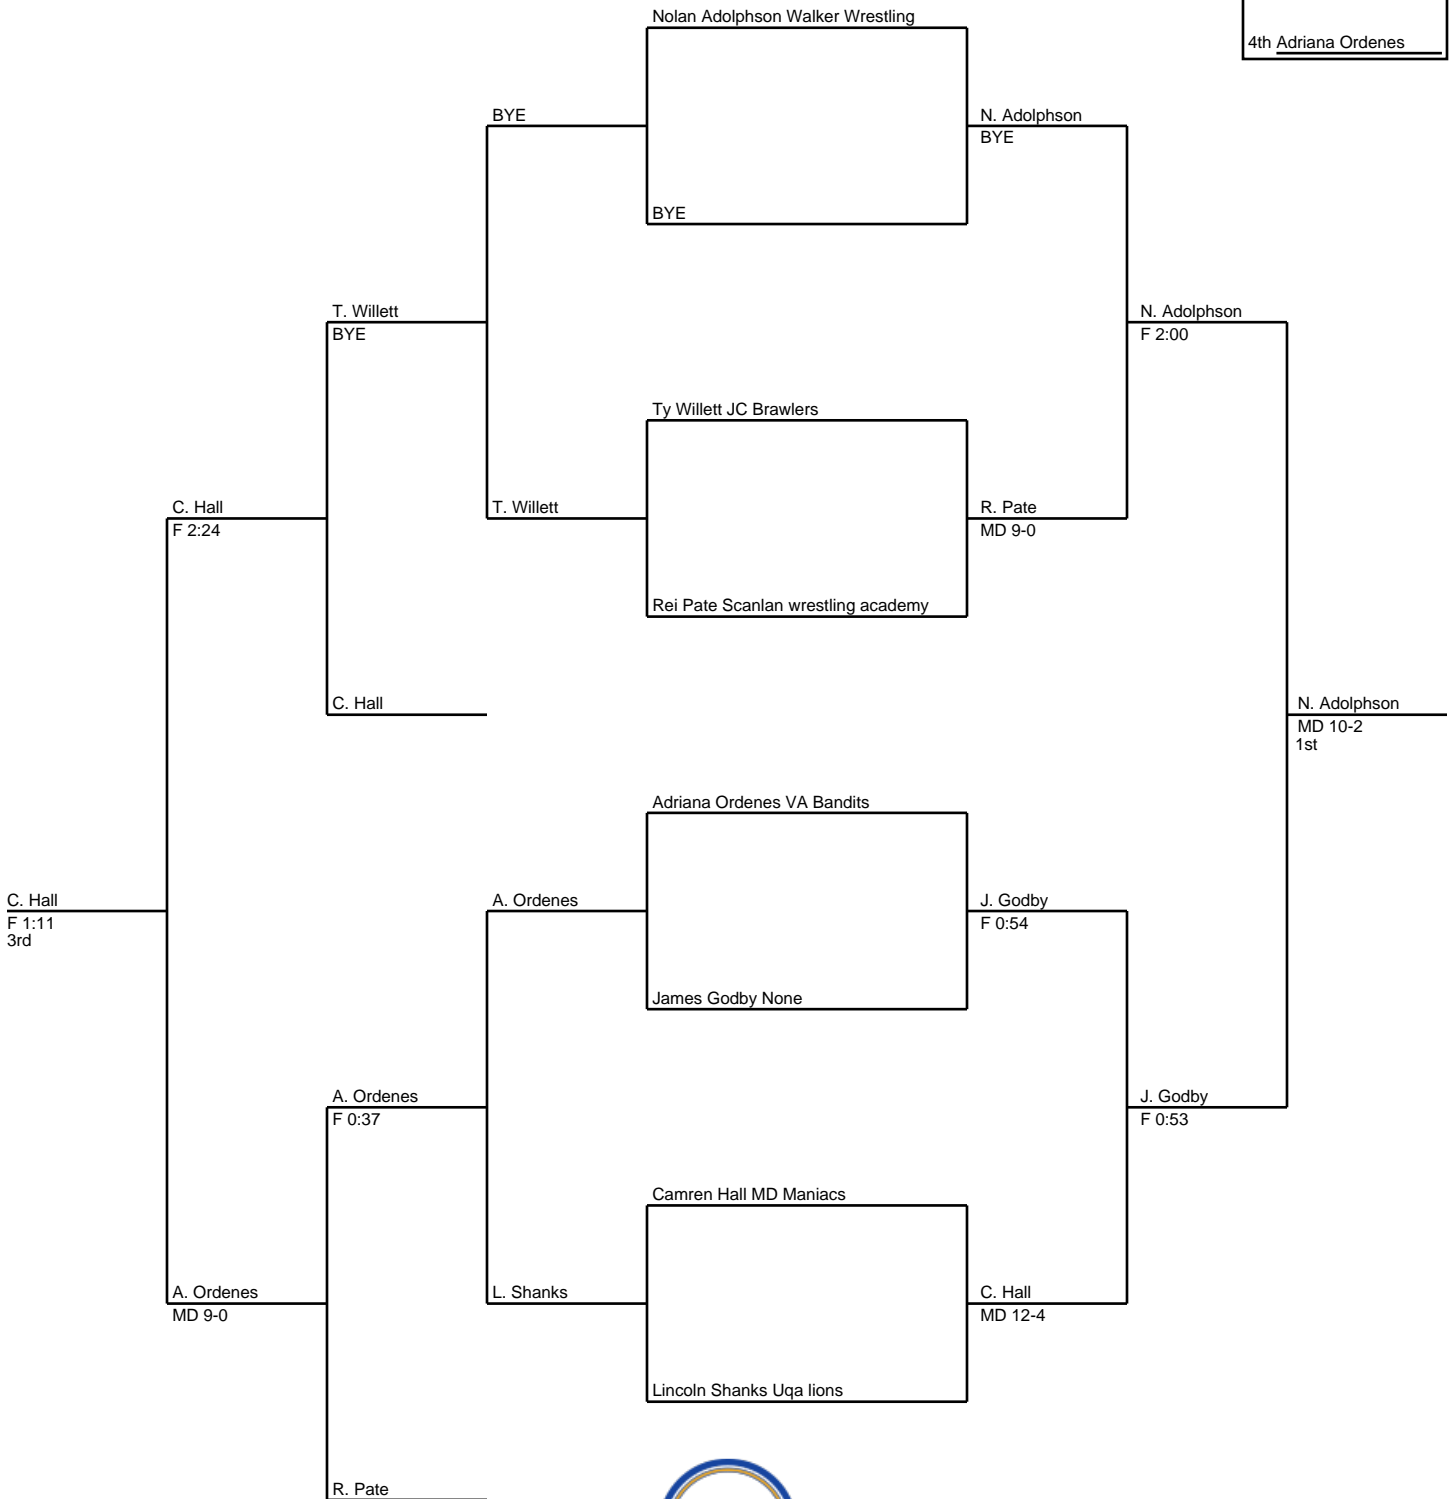 Nolan Adolphson Walker Wrestling
4th Adriana Ordenes
BYE
N. Adolphson
BYE
BYE
T. Willett
BYE
N. Adolphson
F 2:00
Ty Willett JC Brawlers
C. Hall
F 2:24
T. Willett
R. Pate
MD 9-0
Rei Pate Scanlan wrestling academy
C. Hall
N. Adolphson
MD 10-2
1st
Adriana Ordenes VA Bandits
C. Hall
F 1:11
3rd
A. Ordenes
J. Godby
F 0:54
James Godby None
A. Ordenes
F 0:37
J. Godby
F 0:53
Camren Hall MD Maniacs
A. Ordenes
MD 9-0
L. Shanks
C. Hall
MD 12-4
Lincoln Shanks Uqa lions
R. Pate